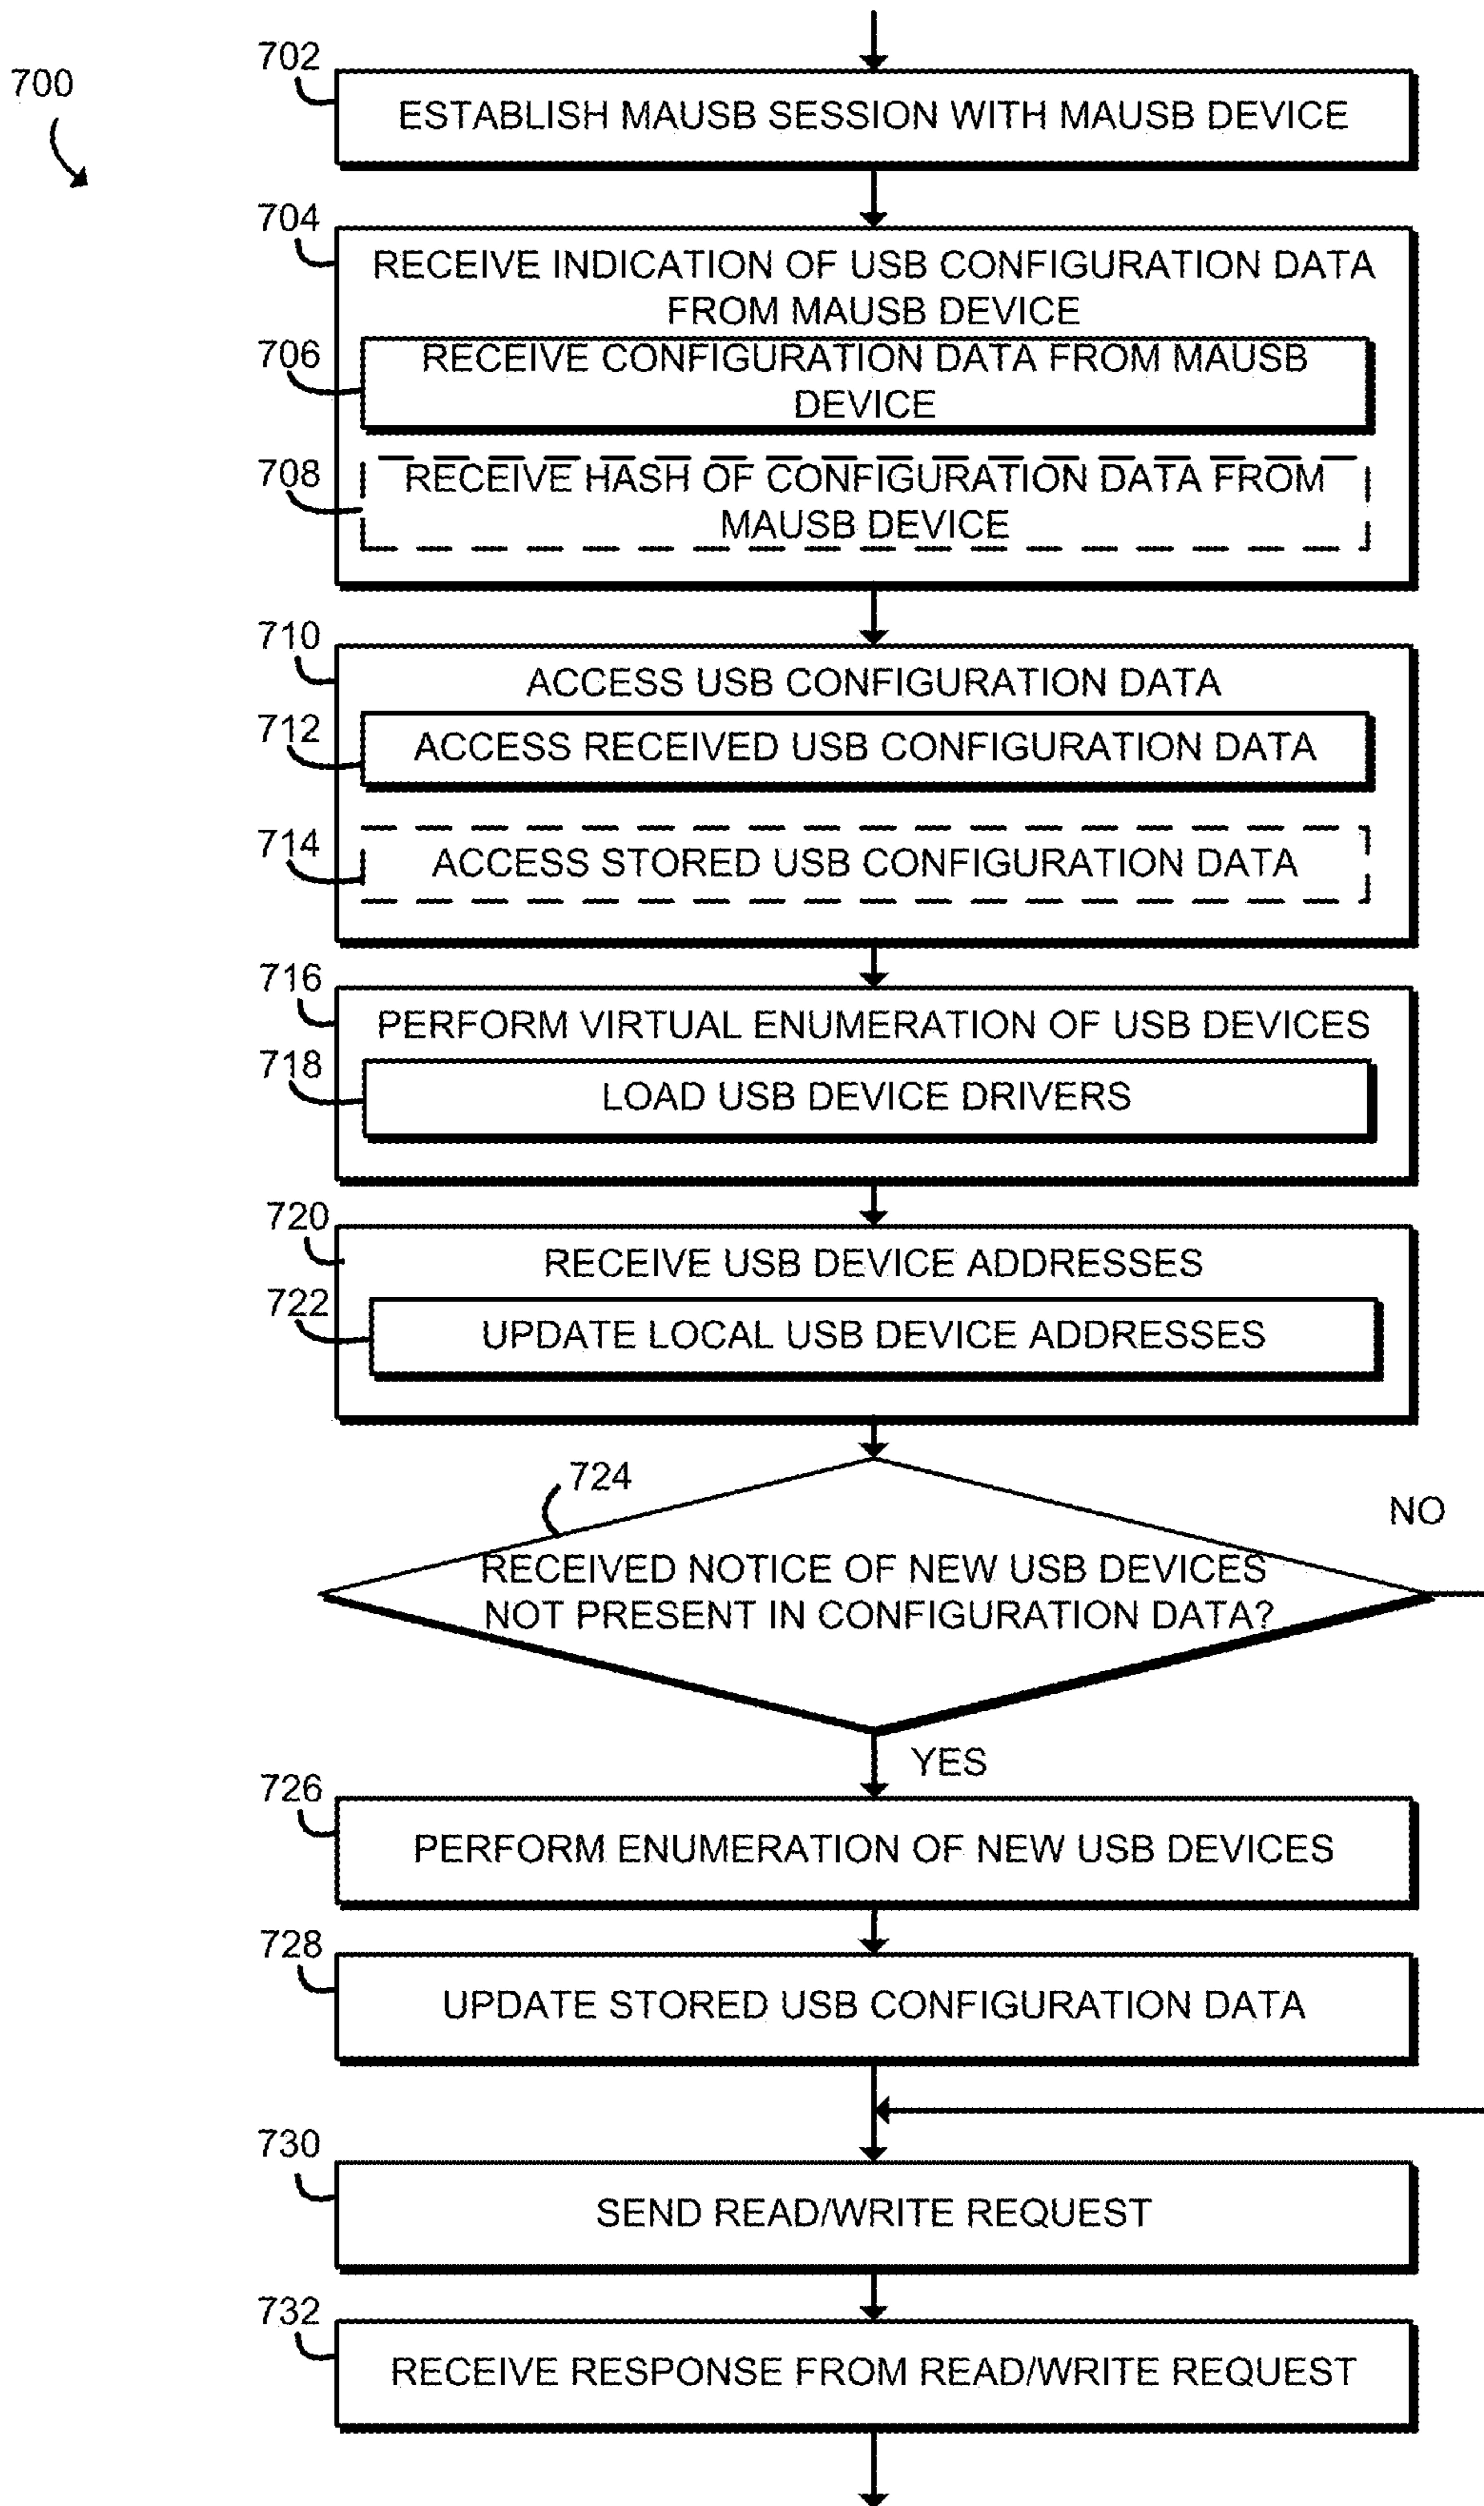 700
702
ESTABLISH MAUSB SESSION WITH MAUSB DEVICE
704
RECEIVE INDICATION OF USB CONFIGURATION DATA
FROM MAUSB DEVICE
706
RECEIVE CONFIGURATION DATA FROM MAUSB
DEVICE
708
RECEIVE HASH OF CONFIGURATION DATA FROM
MAUSB DEVICE
710
ACCESS USB CONFIGURATION DATA
712
ACCESS RECEIVED USB CONFIGURATION DATA
714
ACCESS STORED USB CONFIGURATION DATA
716
PERFORM VIRTUAL ENUMERATION OF USB DEVICES
718
LOAD USB DEVICE DRIVERS
720
RECEIVE USB DEVICE ADDRESSES
722
UPDATE LOCAL USB DEVICE ADDRESSES
724
NO
RECEIVED NOTICE OF NEW USB DEVICES
NOT PRESENT IN CONFIGURATION DATA?
YES
726
PERFORM ENUMERATION OF NEW USB DEVICES
728
UPDATE STORED USB CONFIGURATION DATA
730
SEND READ/WRITE REQUEST
732
RECEIVE RESPONSE FROM READ/WRITE REQUEST